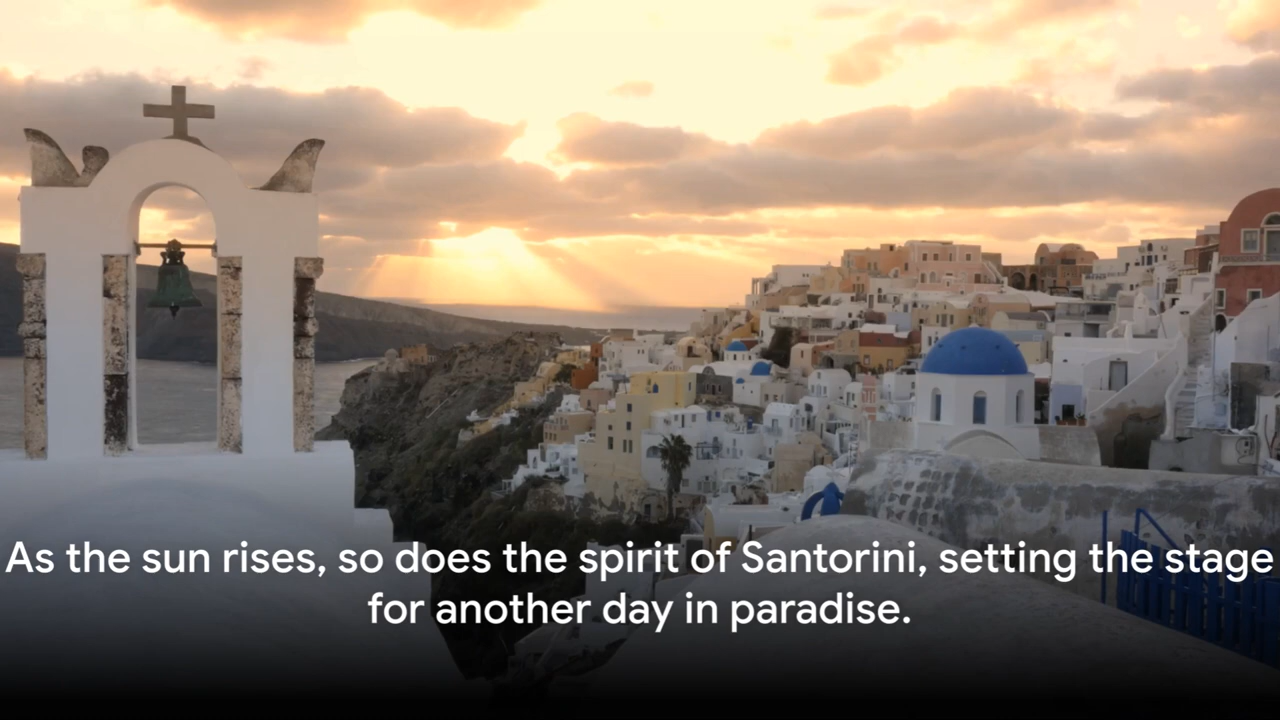 As the sun rises, so does the spirit of Santorini, setting the stage
for another day in paradise.